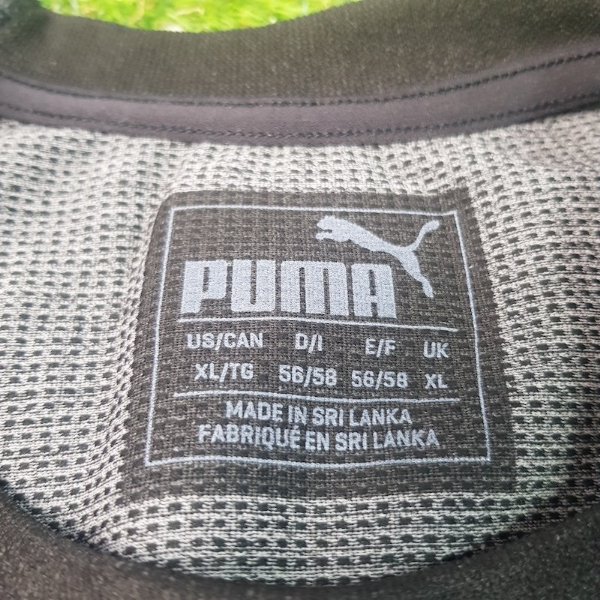 PUMA
US/CAN D/I E/F UK
XL/TG 56/58 56/58 XL
MADE IN SRI LANKA
FABRIQUÉ EN SRI LANKA